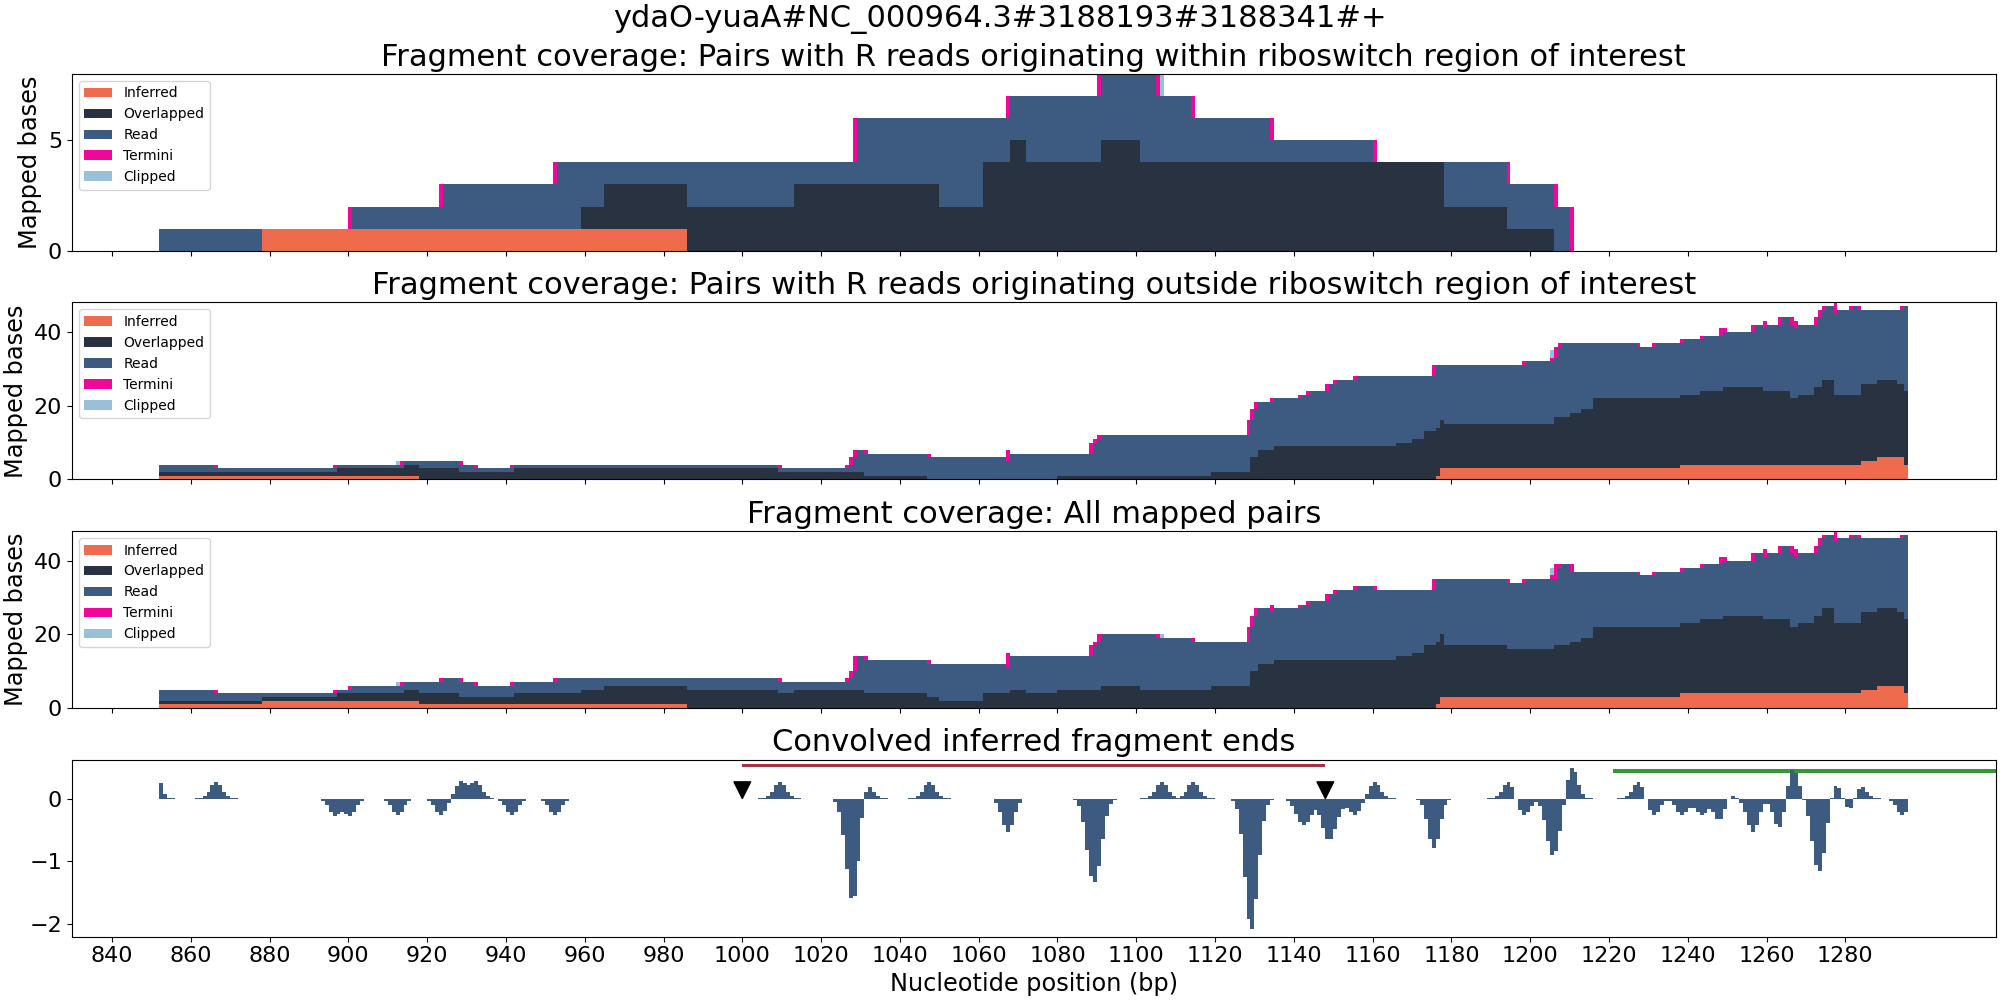 ydaO-yuaA#NC_000964.3#3188193#3188341#+
Fragment coverage: Pairs with R reads originating within riboswitch region of interest
Mapped bases
5
0
Inferred
Overlapped
Read
Termini
Clipped
Fragment coverage: Pairs with R reads originating outside riboswitch region of interest
Mapped bases
40
20
0
Inferred
Overlapped
Read
Termini
Clipped
Fragment coverage: All mapped pairs
Mapped bases
40
20
0
Inferred
Overlapped
Read
Termini
Clipped
Convolved inferred fragment ends
0
−1
−2
840 860 880 900 920 940 960 980 1000 1020 1040 1060 1080 1100 1120 1140 1160 1180 1200 1220 1240 1260 1280
Nucleotide position (bp)